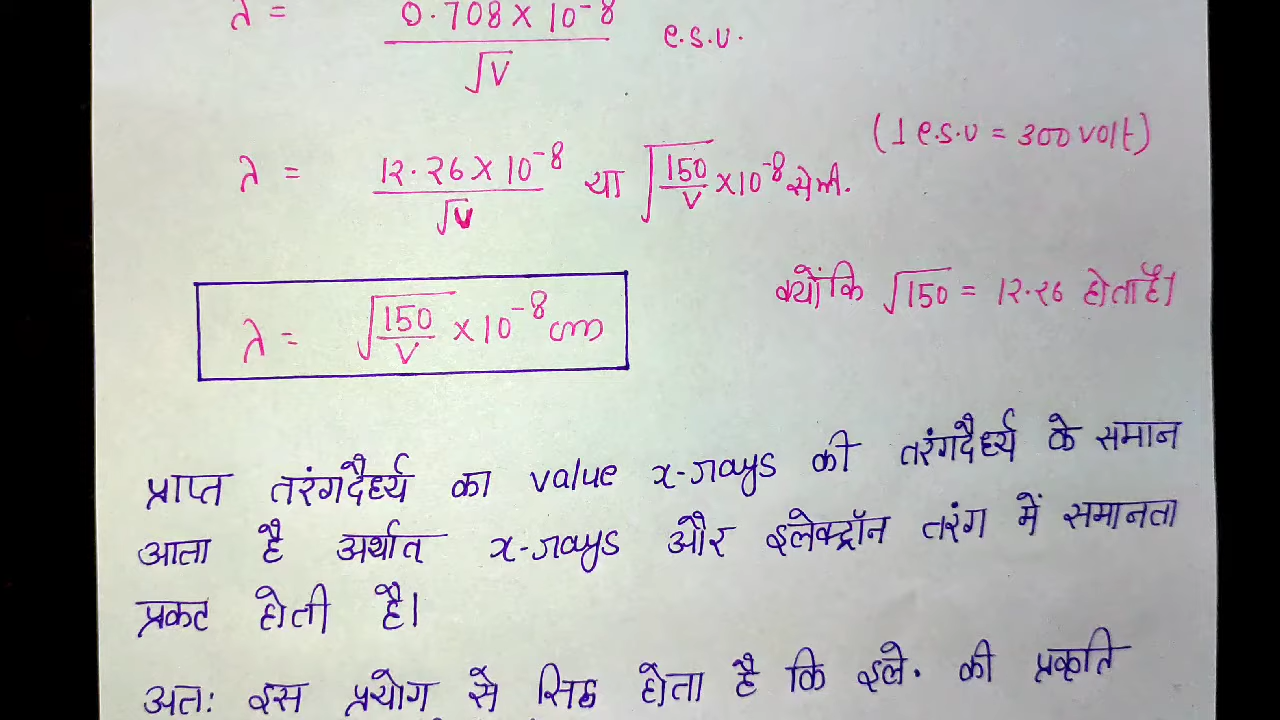 λ = 0.708 × 10⁻⁸ / √V e.s.u.
(1 e.s.u = 300 volt)
λ = 12.26 × 10⁻⁸ / √V या √150/V × 10⁻⁸ सेमी.
क्योंकि √150 = 12.26 होता है।
λ = √150/V × 10⁻⁸ cm
प्राप्त तरंगदैर्ध्य का value x-rays की तरंगदैर्ध्य के समान
आता है अर्थात् x-rays और इलेक्ट्रॉन तरंग में समानता
प्रकट होती है।
अतः इस प्रयोग से सिद्ध होता है कि इले. की प्रकृति